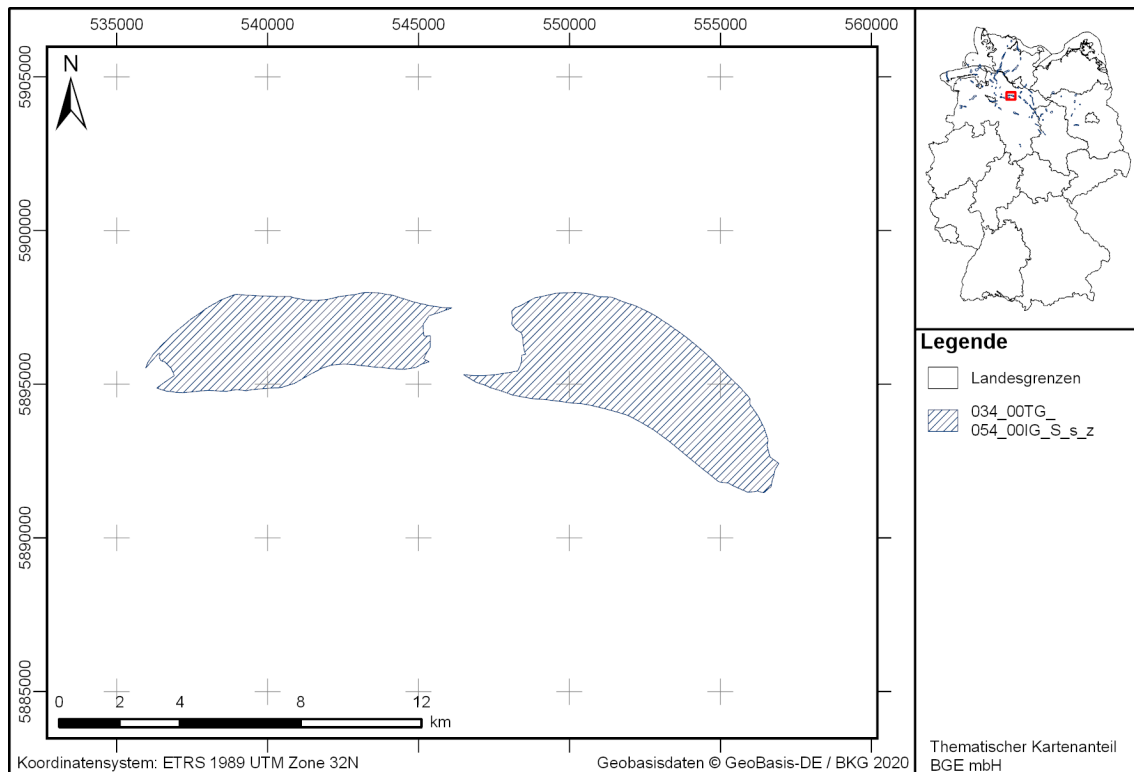 535000 540000 545000 550000 555000 560000
N
5905000
5900000
5895000
5890000
5885000
0 2 4 8 12
km
Koordinatensystem: ETRS 1989 UTM Zone 32N
Geobasisdaten © GeoBasis-DE / BKG 2020
Legende
Landesgrenzen
034_00TG_
054_00IG_S_s_z
Thematischer Kartenanteil
BGE mbH